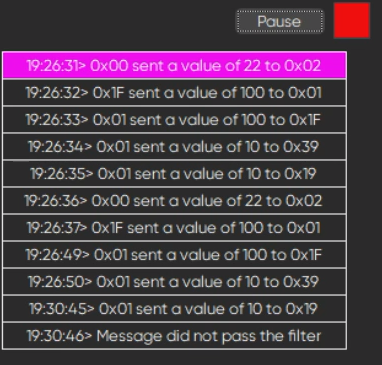 Pause
19:26:31> 0x00 sent a value of 22 to 0x02
19:26:32> 0x1F sent a value of 100 to 0x01
19:26:33> 0x01 sent a value of 100 to 0x1F
19:26:34> 0x01 sent a value of 10 to 0x39
19:26:35> 0x01 sent a value of 10 to 0x19
19:26:36> 0x00 sent a value of 22 to 0x02
19:26:37> 0x1F sent a value of 100 to 0x01
19:26:49> 0x01 sent a value of 100 to 0x1F
19:26:50> 0x01 sent a value of 10 to 0x39
19:30:45> 0x01 sent a value of 10 to 0x19
19:30:46> Message did not pass the filter